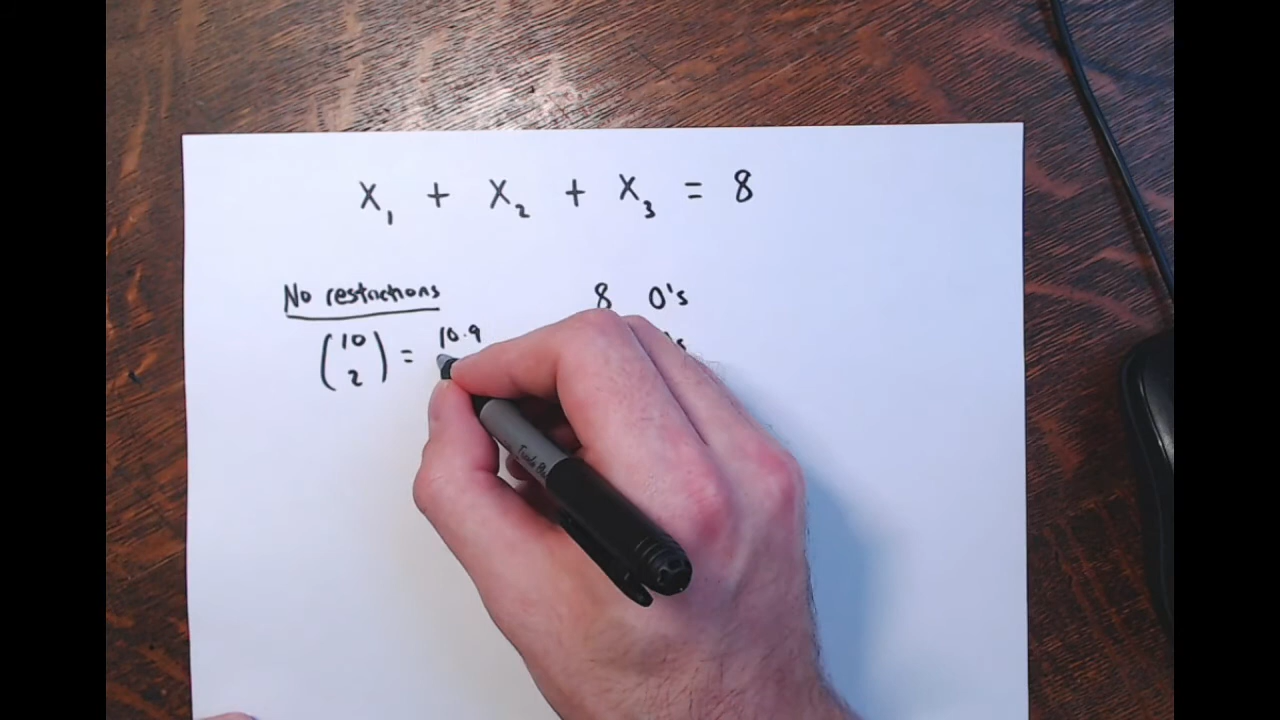 X₁ + X₂ + X₃ = 8
No restrictions
8 0's
(10 2) = 10.9
's